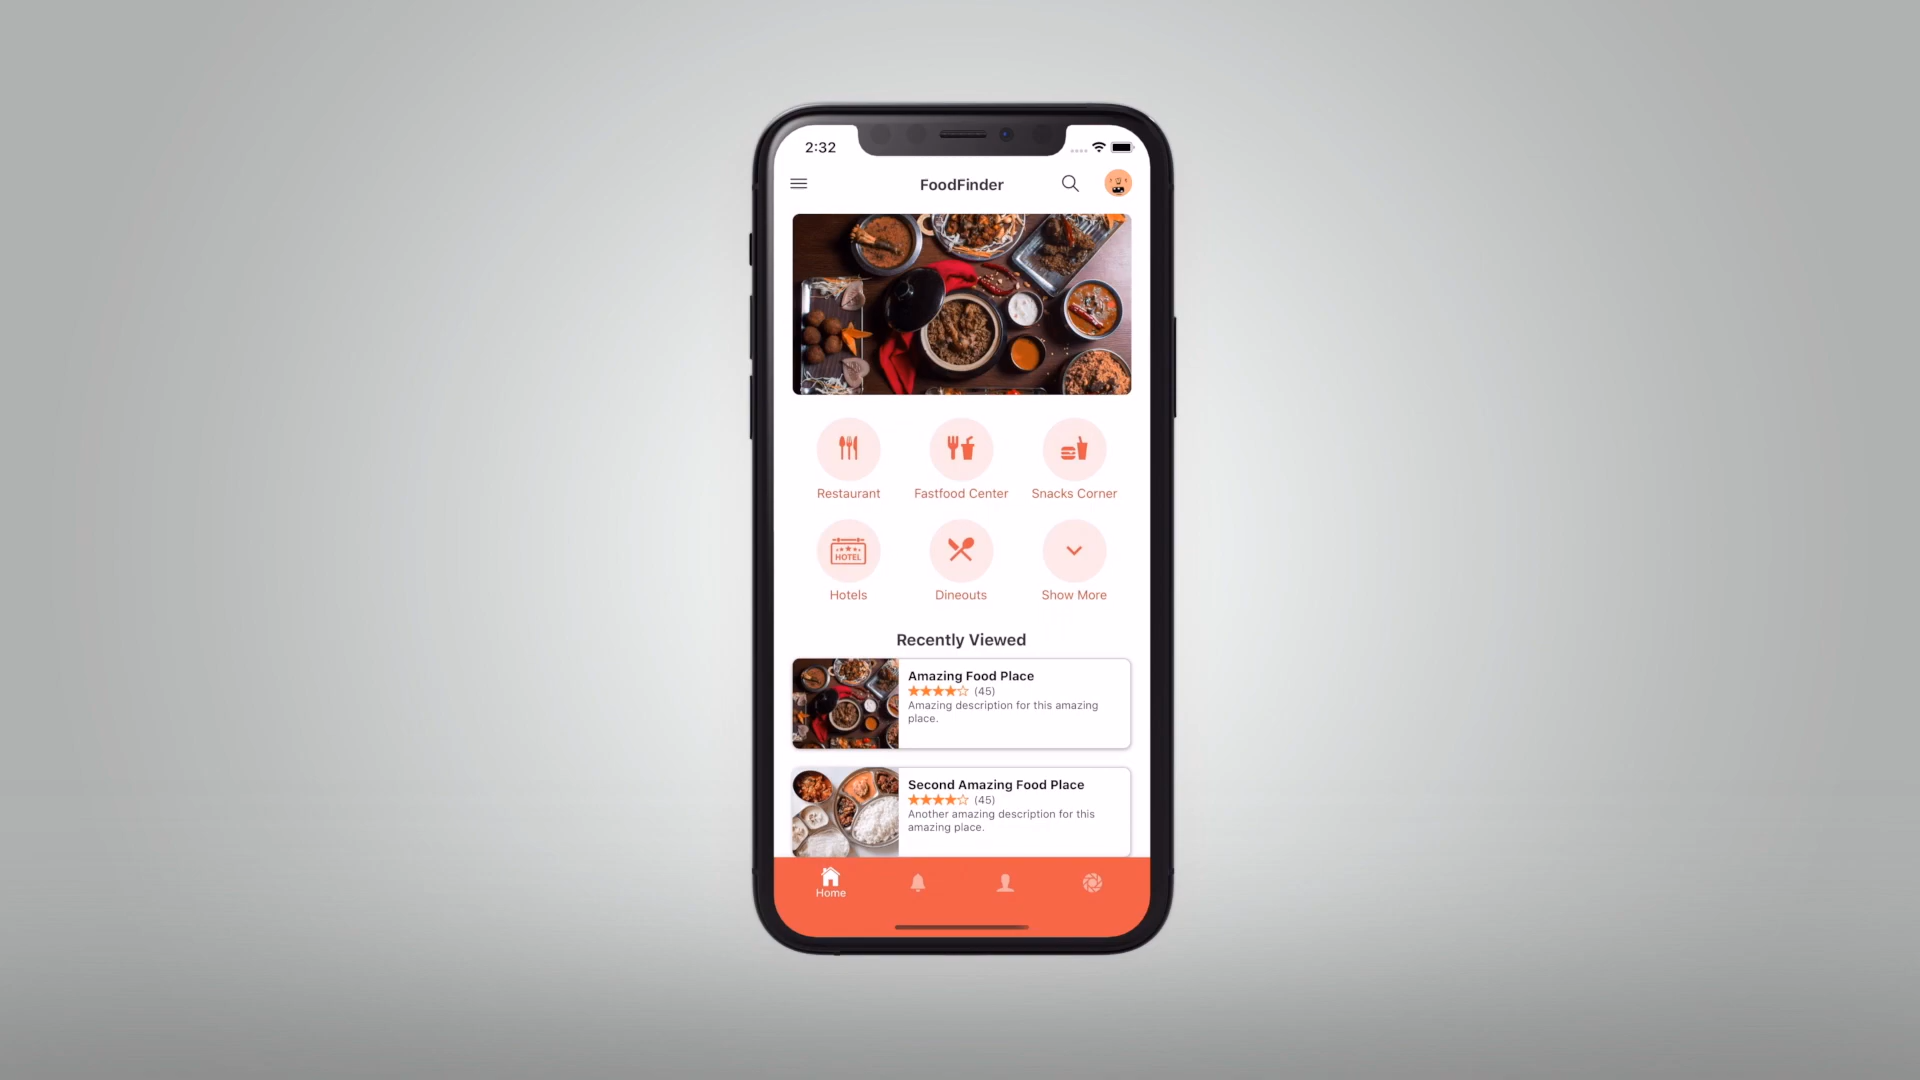 2:32
FoodFinder
Restaurant
Fastfood Center
Snacks Corner
HOTEL
Hotels
Dineouts
Show More
Recently Viewed
Amazing Food Place
(45)
Amazing description for this amazing
place.
Second Amazing Food Place
(45)
Another amazing description for this
amazing place.
Home